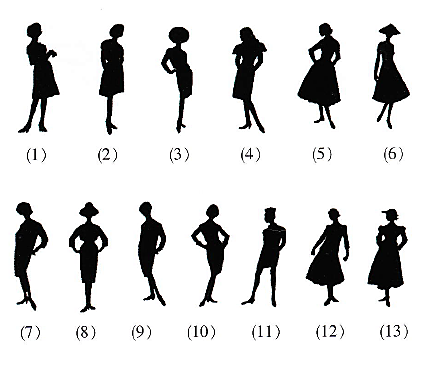 (1) (2) (3) (4) (5) (6)
(7) (8) (9) (10) (11) (12) (13)